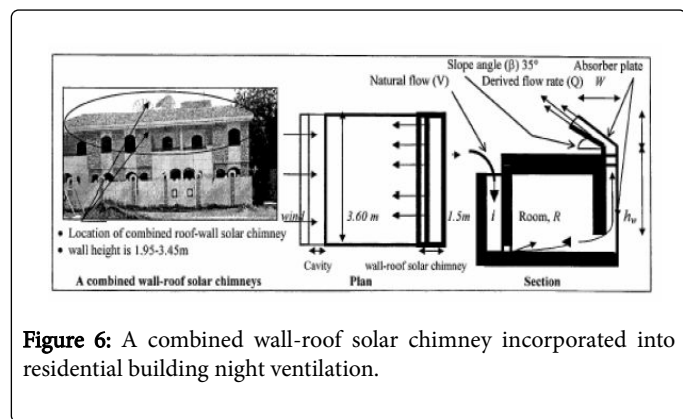 Slope angle (β) 35° Absorber plate
Natural flow (V) Derived flow rate (Q) W
wind 3.60 m 1.5m i Room, R hw
• Location of combined roof-wall solar chimney
• wall height is 1.95-3.45m
Cavity wall-roof solar chimney
A combined wall-roof solar chimneys Plan Section
Figure 6: A combined wall-roof solar chimney incorporated into
residential building night ventilation.